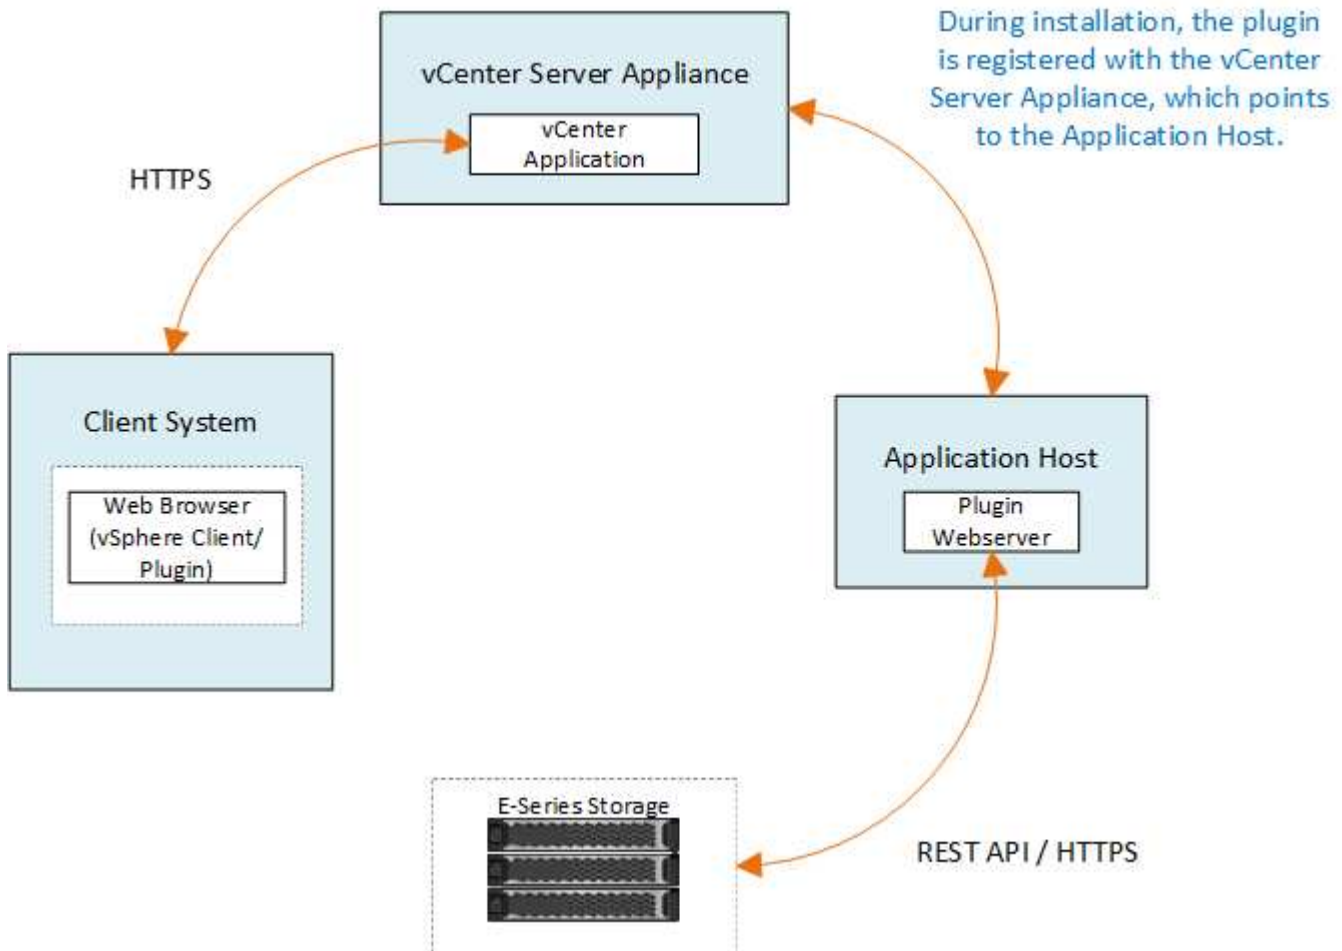 During installation, the plugin
is registered with the vCenter
Server Appliance, which points
to the Application Host.
vCenter Server Appliance
vCenter
Application
HTTPS
Client System
Web Browser
(vSphere Client/
Plugin)
Application Host
Plugin
Webserver
E-Series Storage
REST API / HTTPS